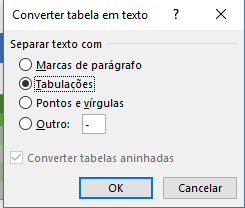 Converter tabela em texto
Separar texto com
Marcas de parágrafo
Tabulações
Pontos e vírgulas
Outro: -
Converter tabelas aninhadas
OK Cancelar